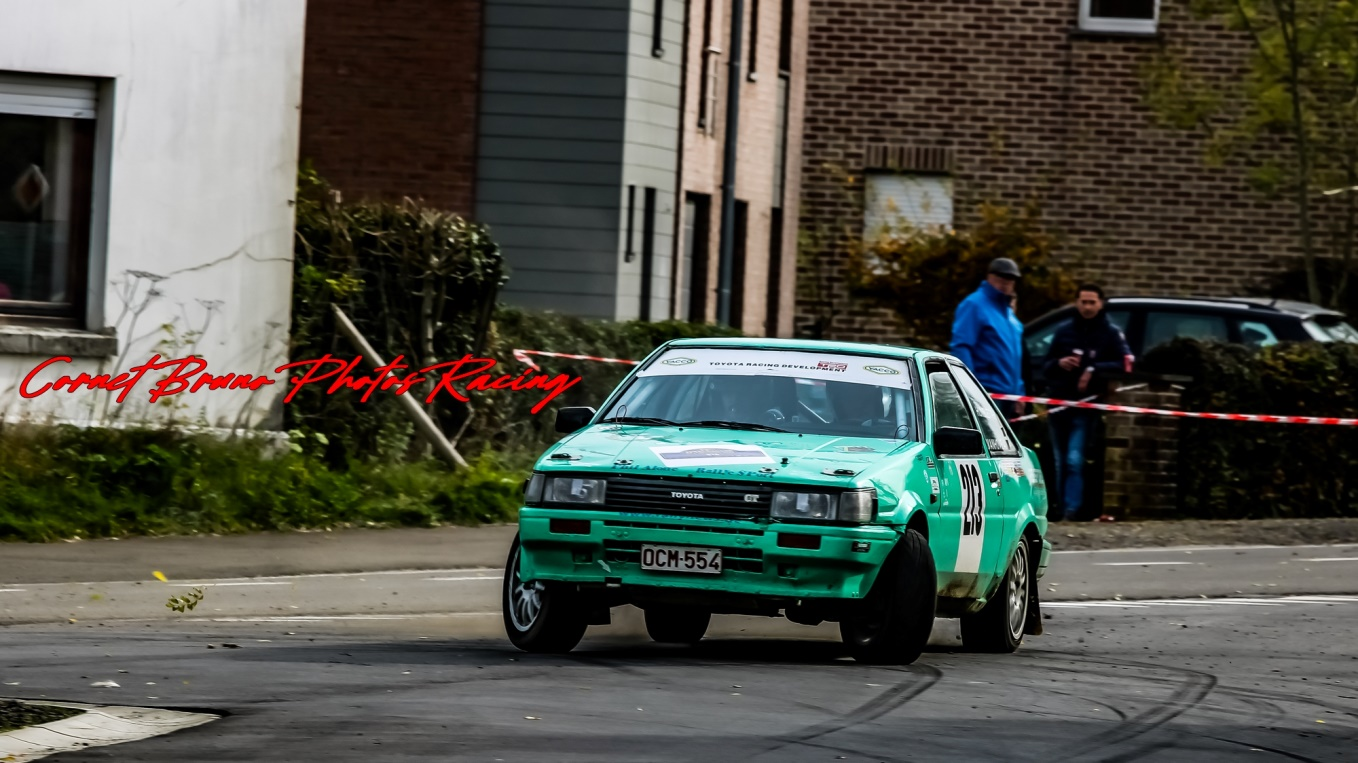 Cornet Bruno Photos Racing
TOYOTA RACING DEVELOPMENT
TOYOTA
GT
OCM-554
213